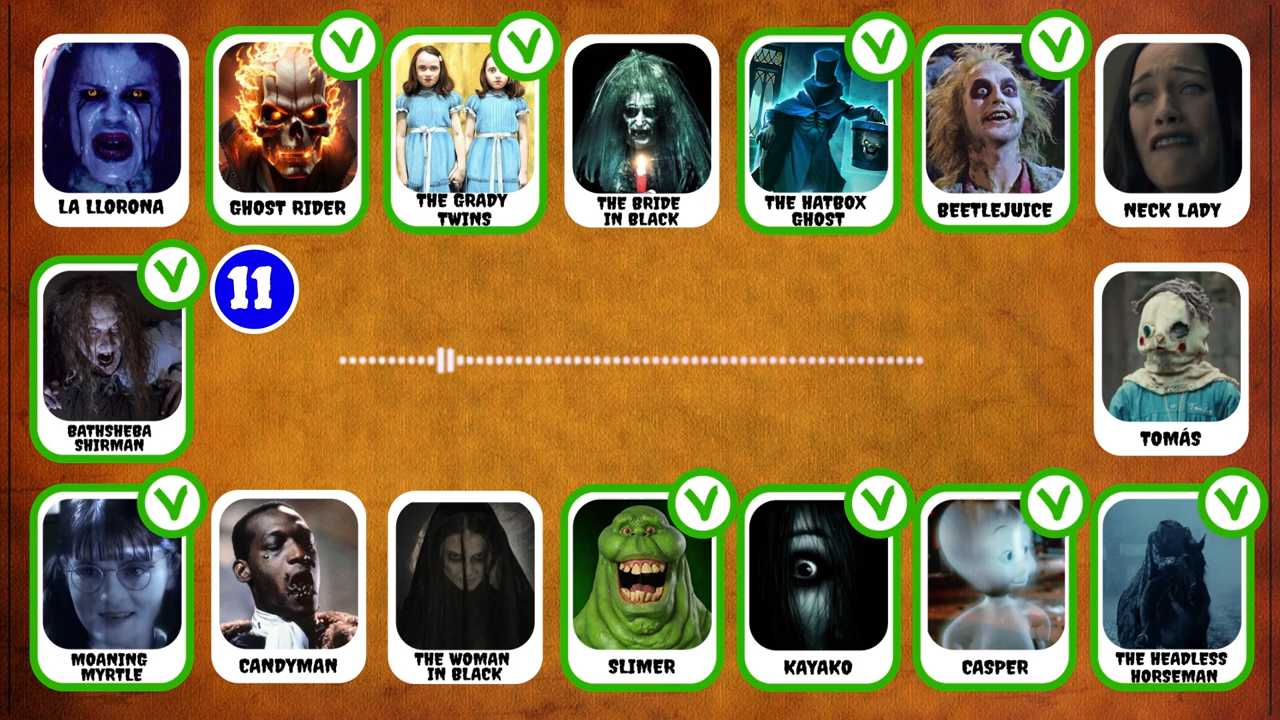 LA LLORONA
GHOST RIDER
THE GRADY
TWINS
THE BRIDE
IN BLACK
THE HATBOX
GHOST
BEETLEJUICE
NECK LADY
BATHSHEBA
SHIRMAN
11
TOMÁS
MOANING
MYRTLE
CANDYMAN
THE WOMAN
IN BLACK
SLIMER
KAYAKO
CASPER
THE HEADLESS
HORSEMAN